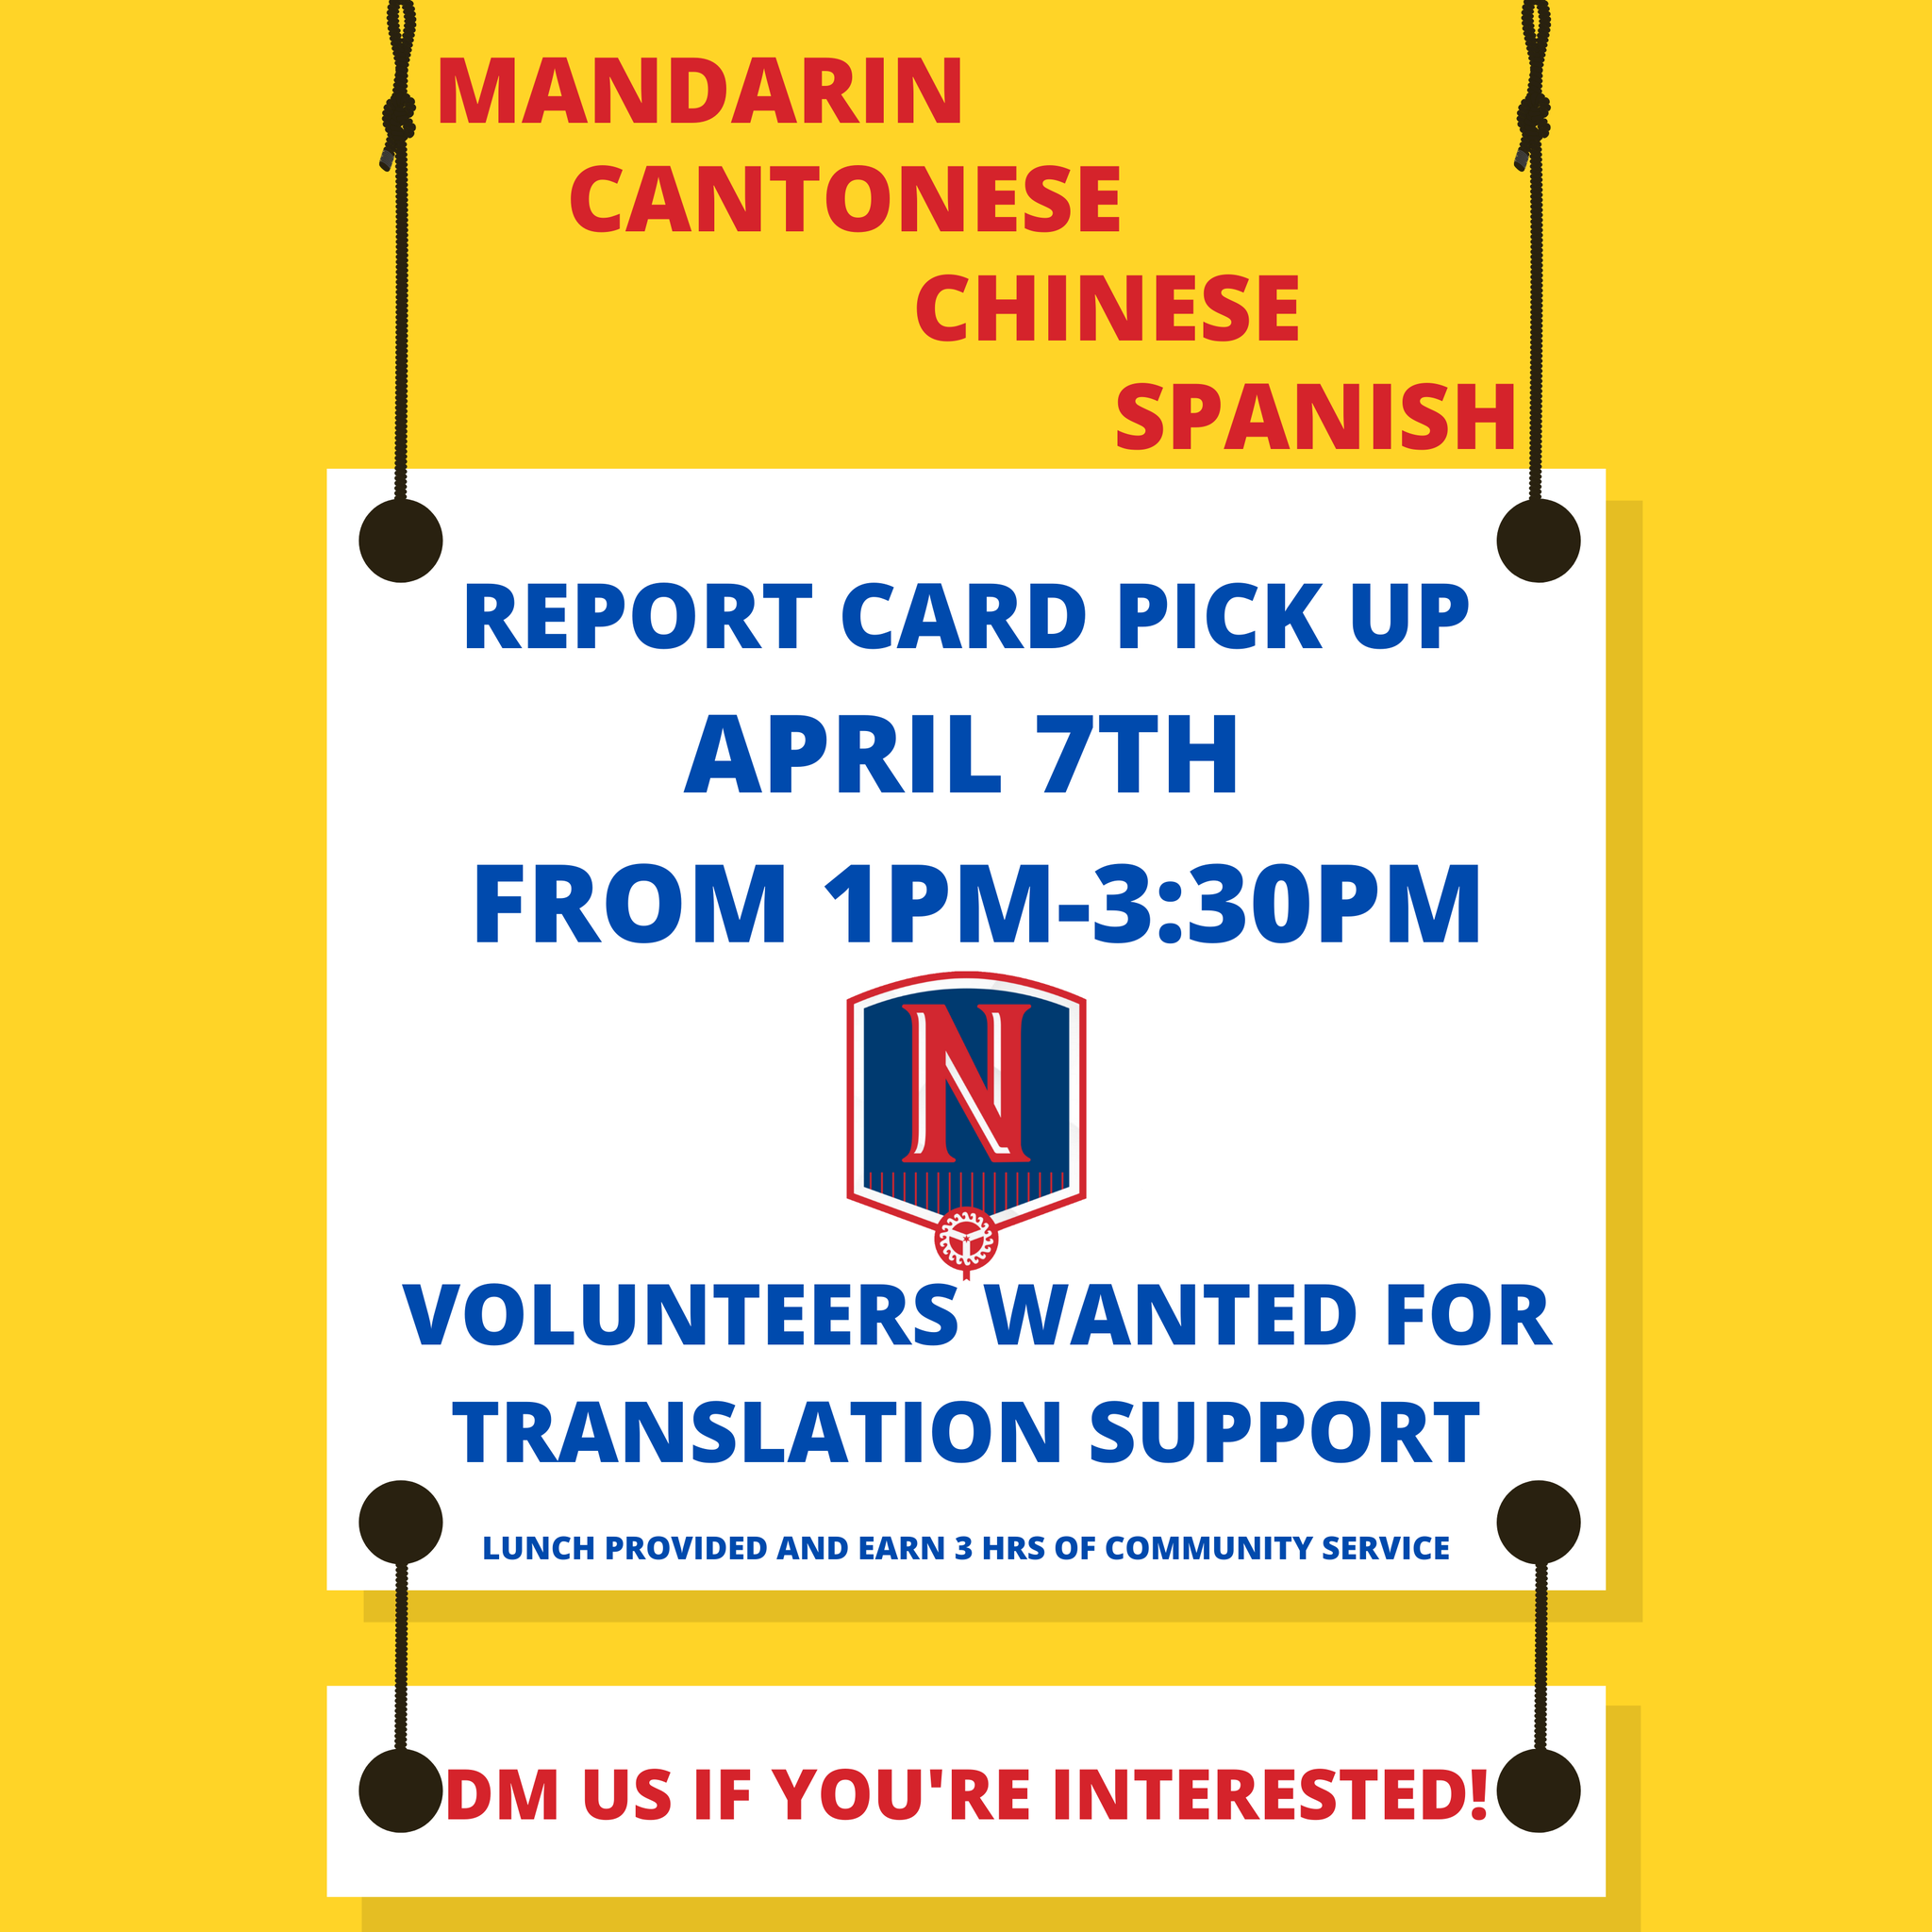 MANDARIN
CANTONESE
CHINESE
SPANISH
REPORT CARD PICK UP
APRIL 7TH
FROM 1PM-3:30PM
N
VOLUNTEERS WANTED FOR
TRANSLATION SUPPORT
LUNCH PROVIDED AND EARN 3 HRS OF COMMUNITY SERVICE
DM US IF YOU'RE INTERESTED!